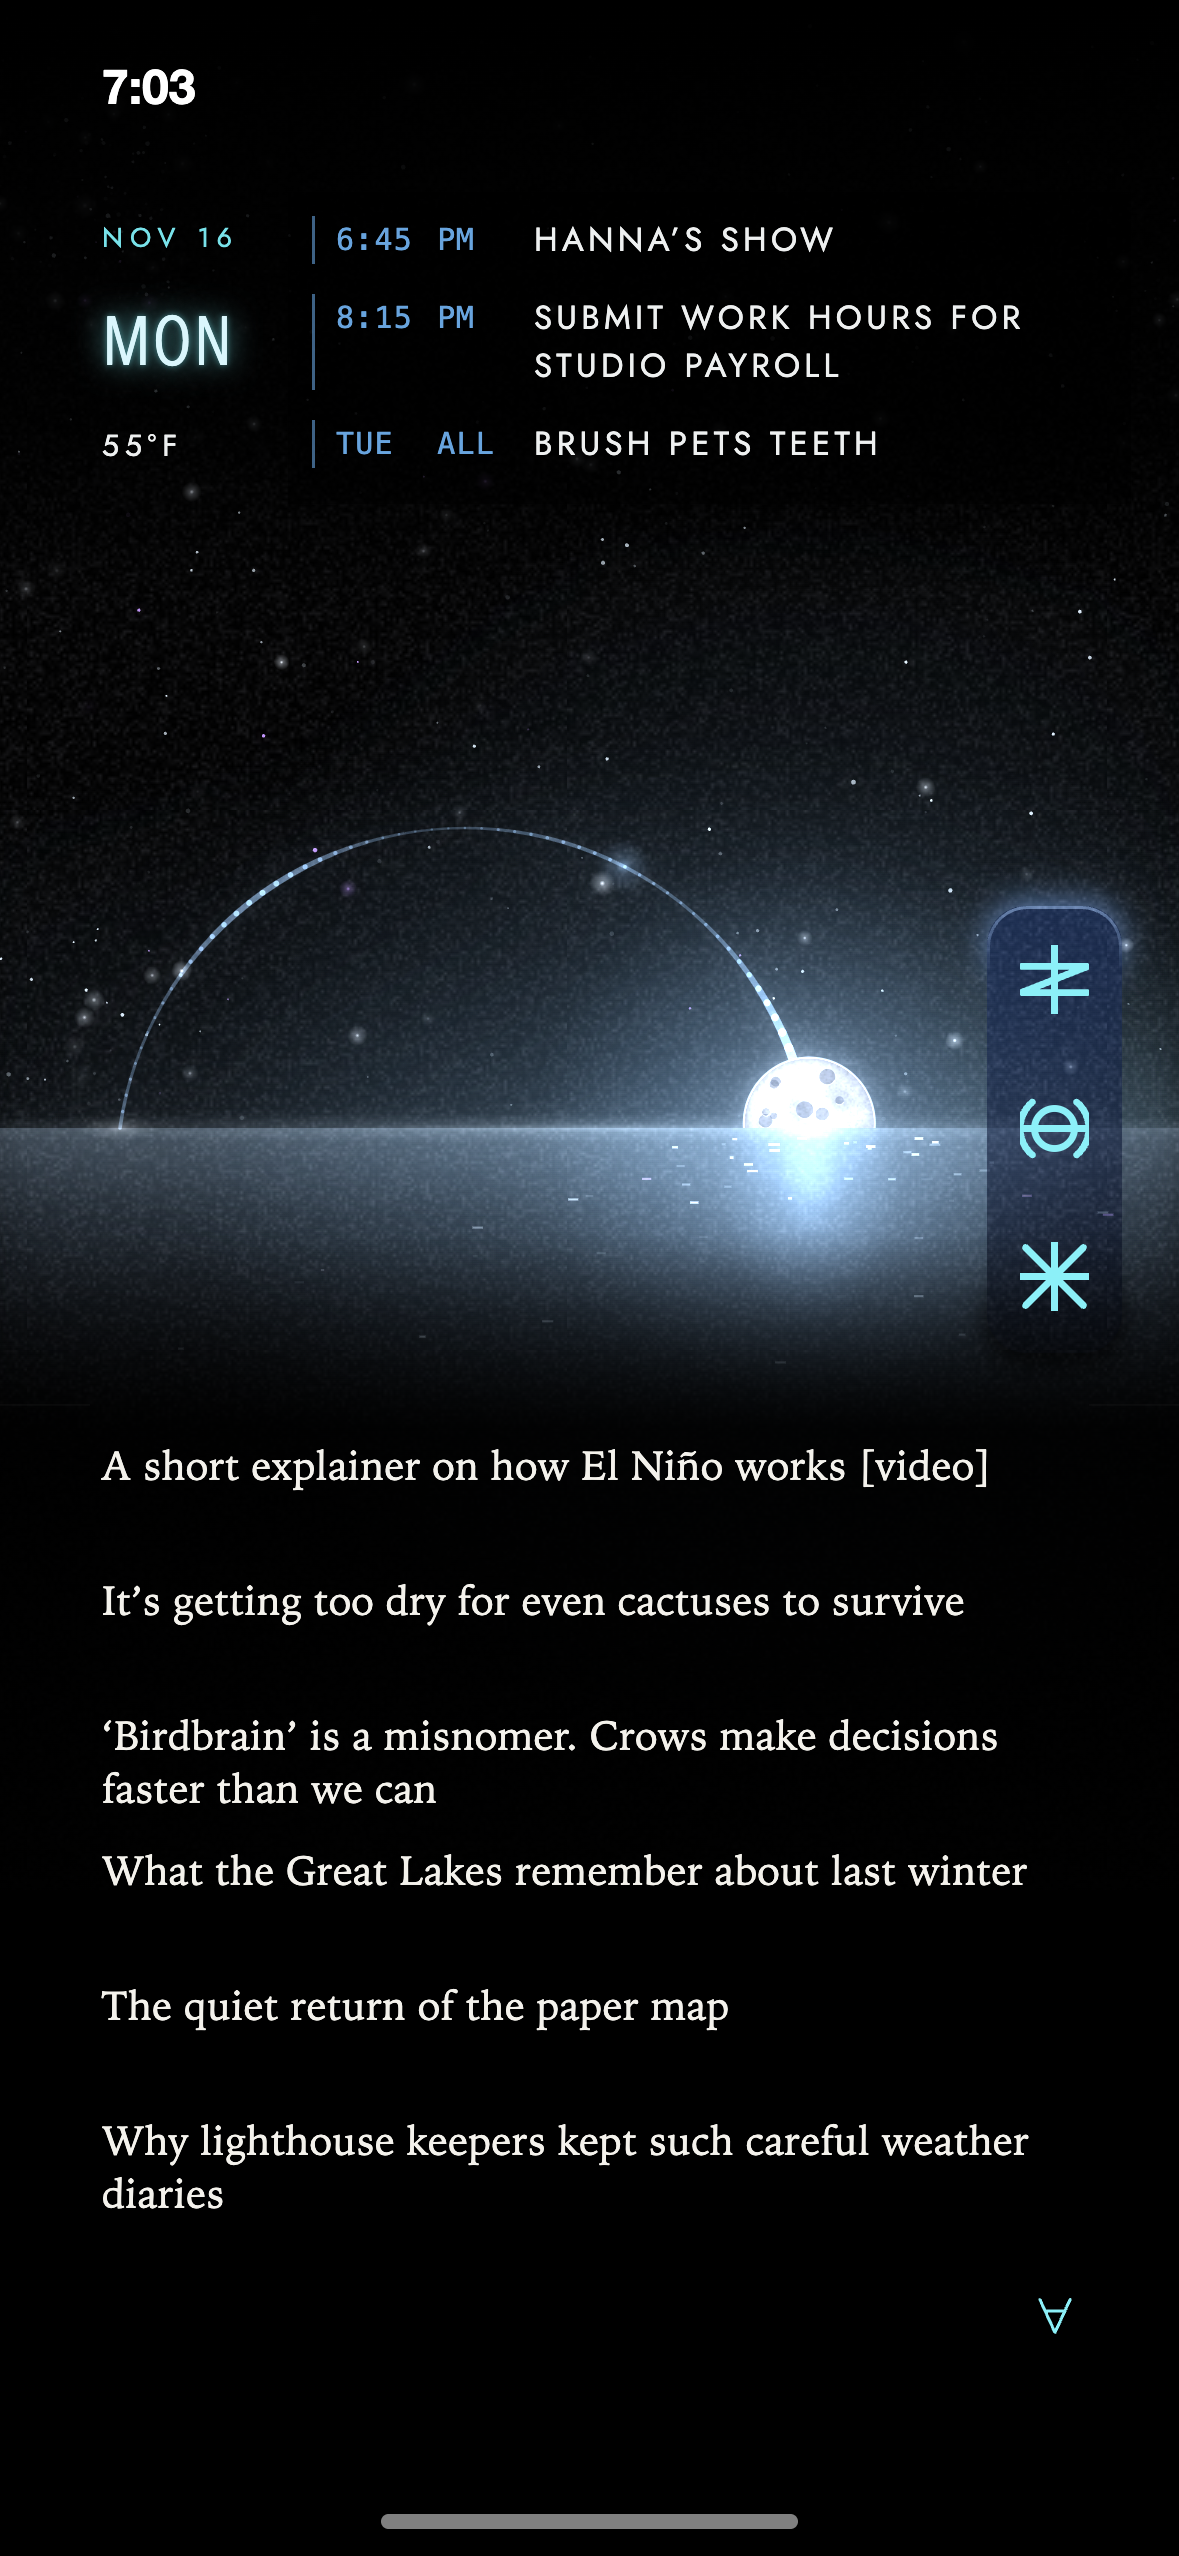 7:03
NOV 16
MON
55°F
6:45 PM HANNA’S SHOW
8:15 PM SUBMIT WORK HOURS FOR
STUDIO PAYROLL
TUE ALL BRUSH PETS TEETH
A short explainer on how El Niño works [video]
It’s getting too dry for even cactuses to survive
‘Birdbrain’ is a misnomer. Crows make decisions
faster than we can
What the Great Lakes remember about last winter
The quiet return of the paper map
Why lighthouse keepers kept such careful weather
diaries